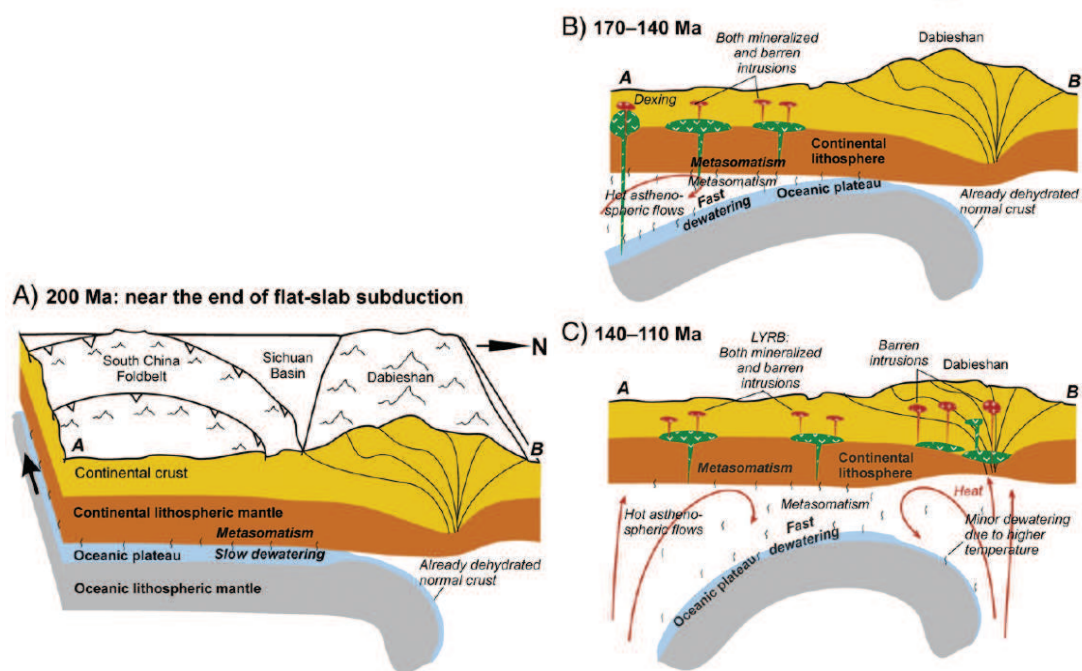 A) 200 Ma: near the end of flat-slab subduction
South China
Foldbelt
Sichuan
Basin
Dabieshan
N
A
B
Continental crust
Continental lithospheric mantle
Metasomatism
Oceanic plateau
Slow dewatering
Already dehydrated
normal crust
Oceanic lithospheric mantle
B) 170–140 Ma
Both mineralized
and barren
intrusions
Dabieshan
A
B
Dexing
Continental
lithosphere
Metasomatism
Metasomatism
Hot astheno-
spheric flows
Fast
dewatering
Oceanic plateau
Already dehydrated
normal crust
C) 140–110 Ma
LYRB:
Both mineralized
and barren
intrusions
Barren
intrusions
Dabieshan
A
B
Metasomatism
Continental
lithosphere
Hot astheno-
spheric flows
Metasomatism
Heat
Fast
dewatering
Oceanic plateau
Minor dewatering
due to higher
temperature